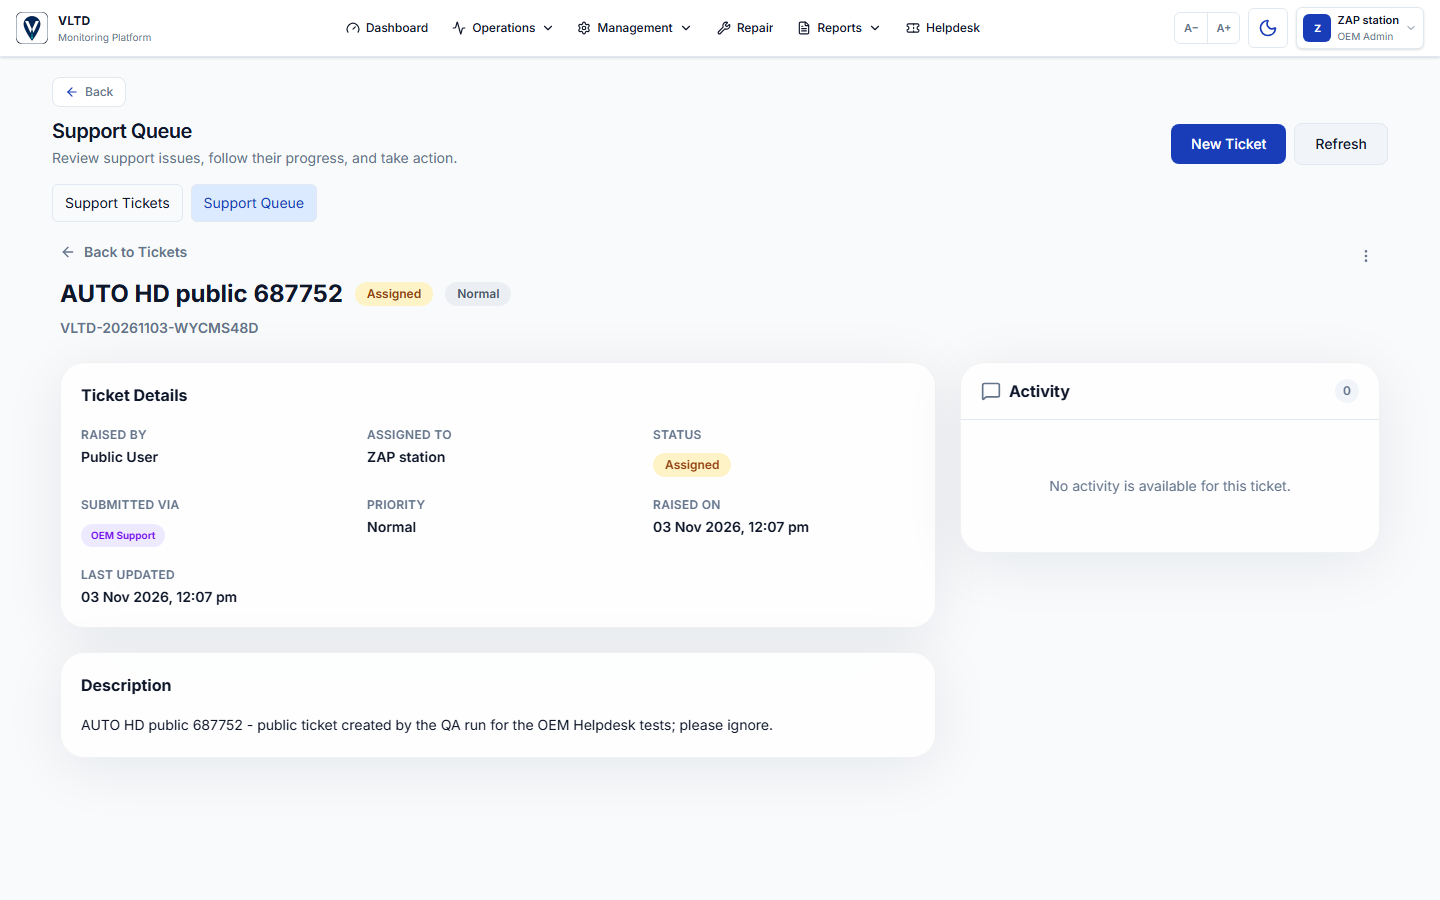 VLTD
Monitoring Platform
Dashboard
Operations
Management
Repair
Reports
Helpdesk
A−
A+
Z
ZAP station
OEM Admin
Back
Support Queue
Review support issues, follow their progress, and take action.
New Ticket
Refresh
Support Tickets
Support Queue
Back to Tickets
AUTO HD public 687752
Assigned
Normal
VLTD-20261103-WYCMS48D
Ticket Details
RAISED BY
Public User
ASSIGNED TO
ZAP station
STATUS
Assigned
SUBMITTED VIA
OEM Support
PRIORITY
Normal
RAISED ON
03 Nov 2026, 12:07 pm
LAST UPDATED
03 Nov 2026, 12:07 pm
Activity
0
No activity is available for this ticket.
Description
AUTO HD public 687752 - public ticket created by the QA run for the OEM Helpdesk tests; please ignore.